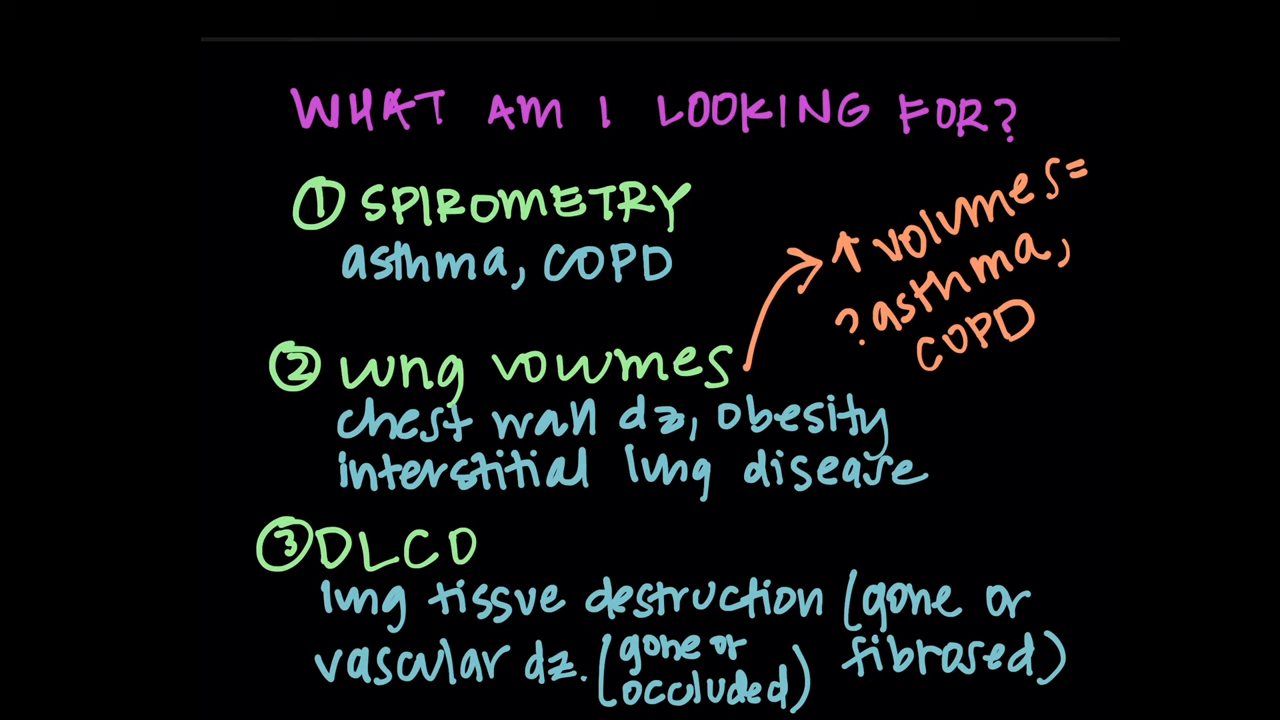 WHAT AM I LOOKING FOR?
① SPIROMETRY
asthma, COPD
↑ volumes=
? asthma,
COPD
② lung volumes
chest wall dz, obesity
interstitial lung disease
③ DLCO
lung tissue destruction (gone or
fibrosed)
vascular dz. (gone or
occluded)